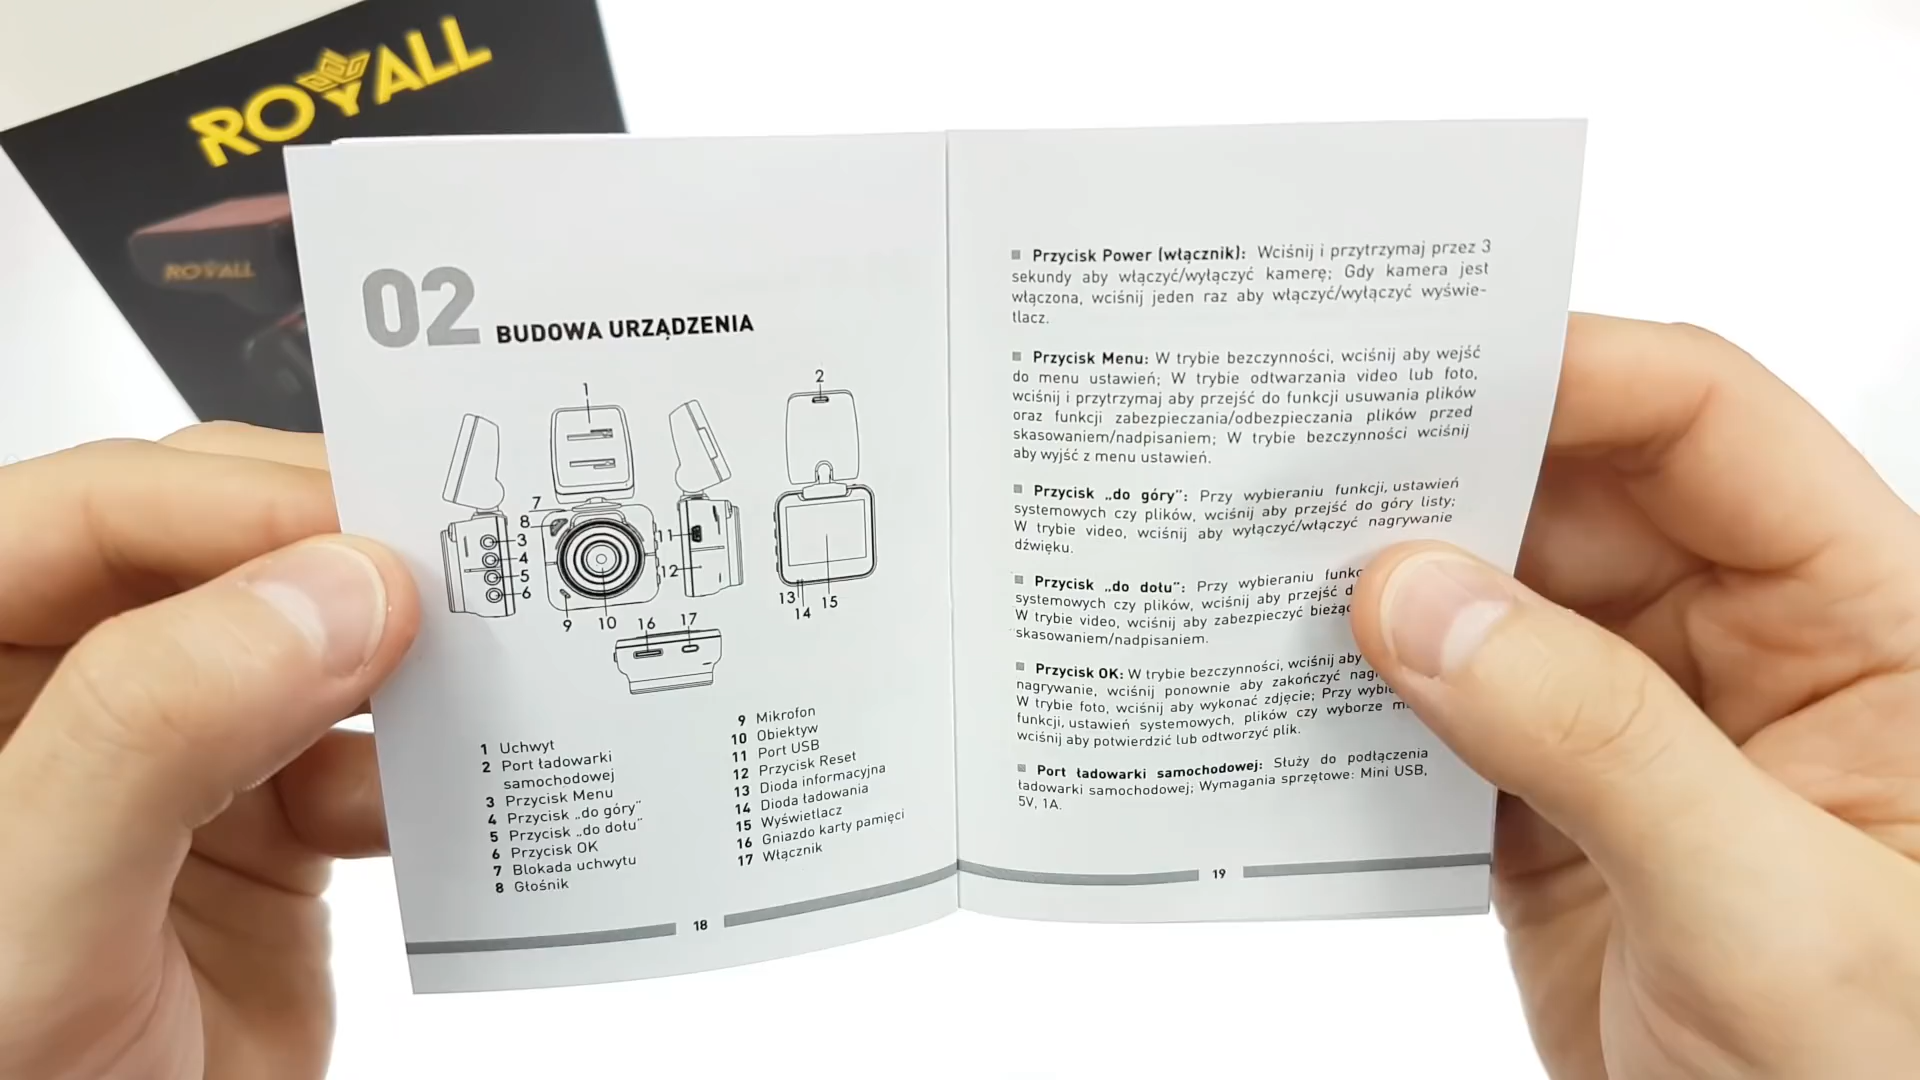 ROYALL
ROYALL
02 BUDOWA URZĄDZENIA
1
2
7
8
3
4
5
6
11
12
9
10
16
17
13
14
15
1 Uchwyt
2 Port ładowarki
samochodowej
3 Przycisk Menu
4 Przycisk „do góry”
5 Przycisk „do dołu”
6 Przycisk OK
7 Blokada uchwytu
8 Głośnik
9 Mikrofon
10 Obiektyw
11 Port USB
12 Przycisk Reset
13 Dioda informacyjna
14 Dioda ładowania
15 Wyświetlacz
16 Gniazdo karty pamięci
17 Włącznik
18
Przycisk Power (włącznik): Wciśnij i przytrzymaj przez 3
sekundy aby włączyć/wyłączyć kamerę; Gdy kamera jest
włączona, wciśnij jeden raz aby włączyć/wyłączyć wyświe-
tlacz.
Przycisk Menu: W trybie bezczynności, wciśnij aby wejść
do menu ustawień; W trybie odtwarzania video lub foto,
wciśnij i przytrzymaj aby przejść do funkcji usuwania plików
oraz funkcji zabezpieczania/odbezpieczania plików przed
skasowaniem/nadpisaniem; W trybie bezczynności wciśnij
aby wyjść z menu ustawień.
Przycisk „do góry”: Przy wybieraniu funkcji, ustawień
systemowych czy plików, wciśnij aby przejść do góry listy;
W trybie video, wciśnij aby wyłączyć/włączyć nagrywanie
dźwięku.
Przycisk „do dołu”: Przy wybieraniu
systemowych czy plików, wciśnij aby przejść
W trybie video, wciśnij aby zabezpieczyć
skasowaniem/nadpisaniem.
Przycisk OK: W trybie bezczynności, wciśnij aby
nagrywanie, wciśnij ponownie aby zakończyć
W trybie foto, wciśnij aby wykonać zdjęcie; Przy
funkcji, ustawień systemowych, plików czy wyborze
wciśnij aby potwierdzić lub odtworzyć plik.
Port ładowarki samochodowej: Służy do podłączenia
ładowarki samochodowej; Wymagania sprzętowe: Mini USB,
5V, 1A.
19